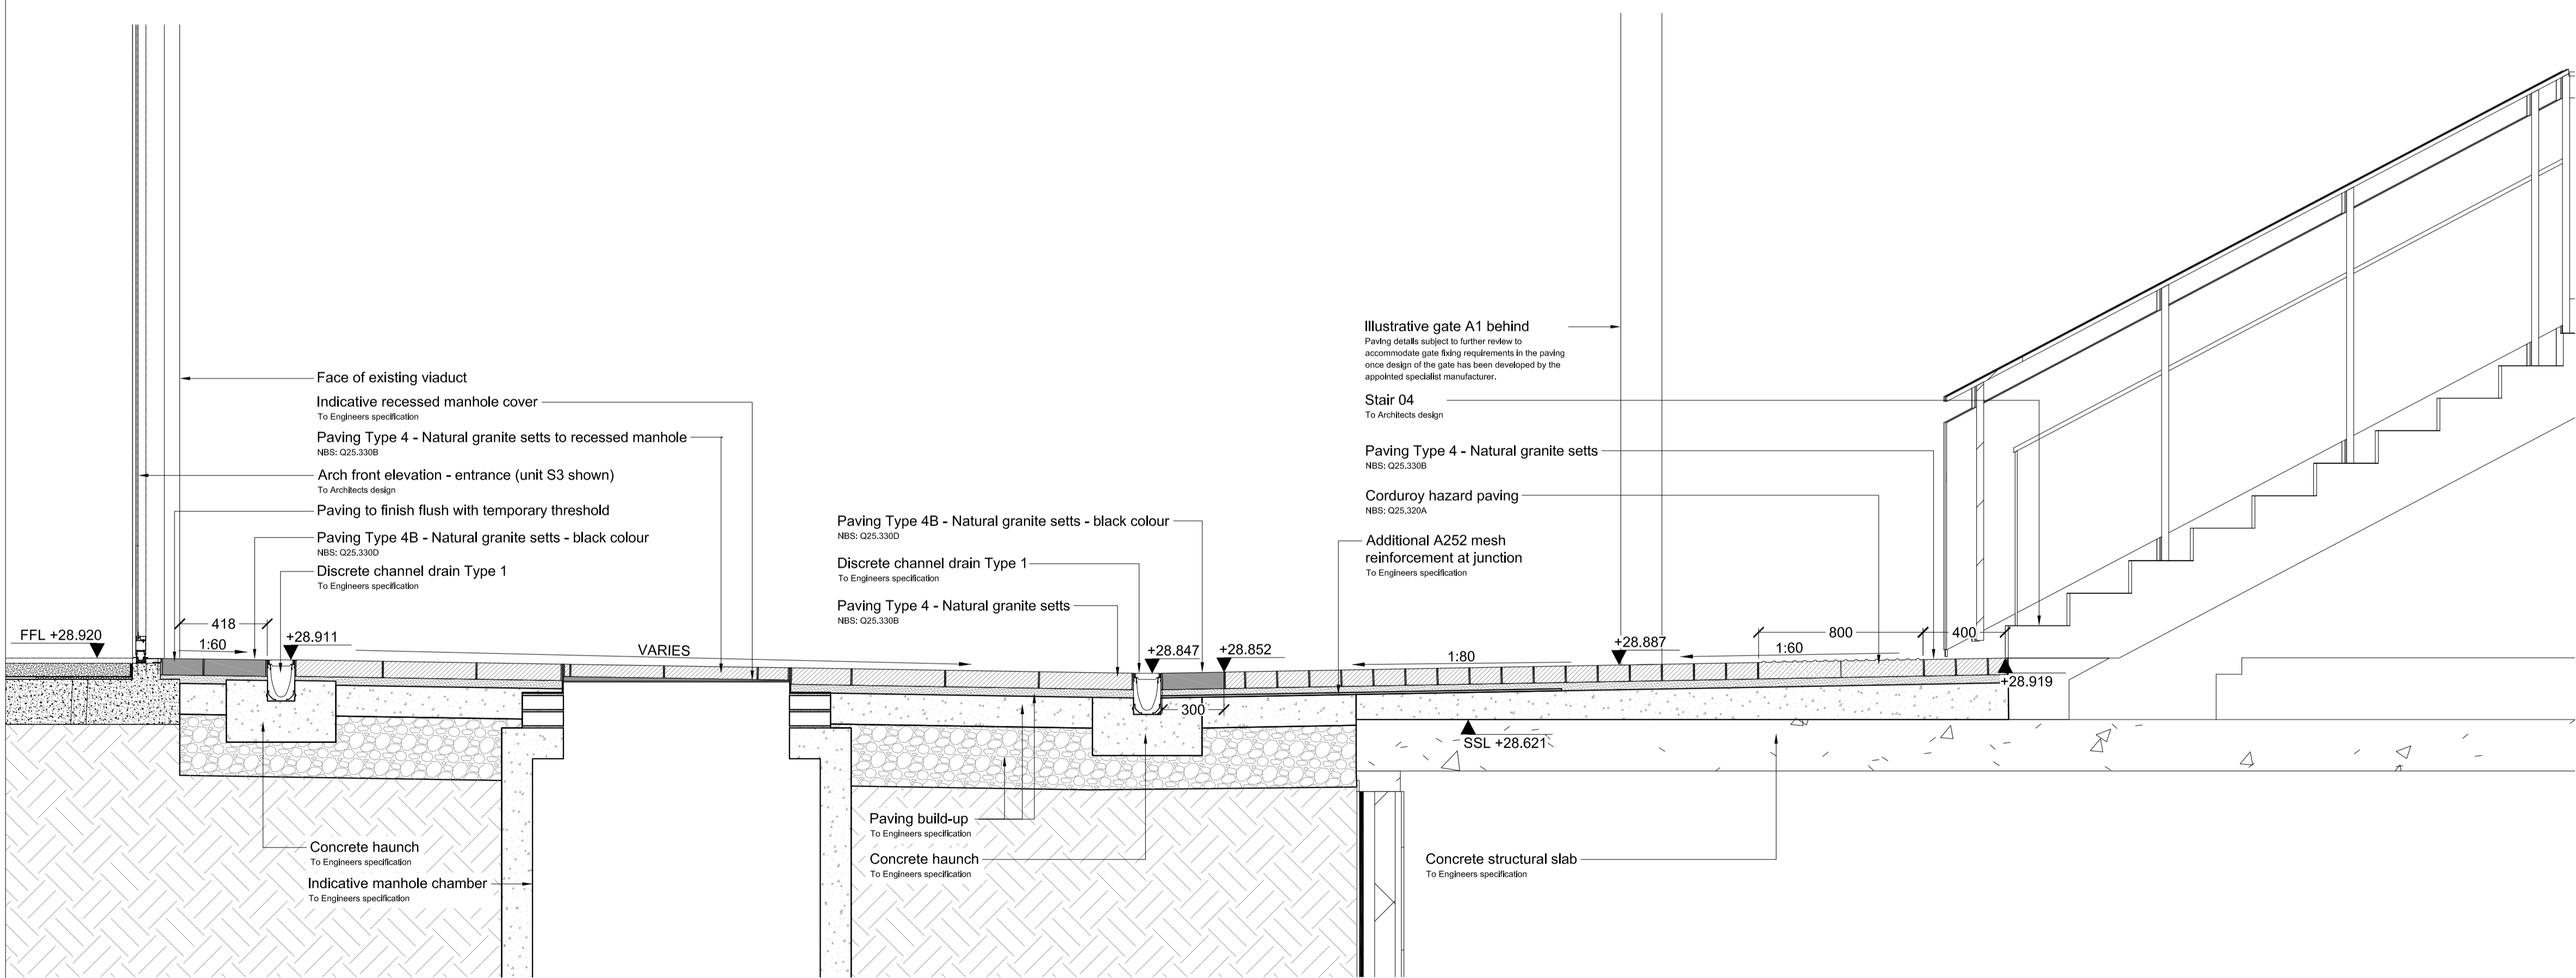 Face of existing viaduct
Indicative recessed manhole cover
To Engineers specification
Paving Type 4 - Natural granite setts to recessed manhole
NBS: Q25.330B
Arch front elevation - entrance (unit S3 shown)
To Architects design
Paving to finish flush with temporary threshold
Paving Type 4B - Natural granite setts - black colour
NBS: Q25.330D
Discrete channel drain Type 1
To Engineers specification
Paving Type 4B - Natural granite setts - black colour
NBS: Q25.330D
Discrete channel drain Type 1
To Engineers specification
Paving Type 4 - Natural granite setts
NBS: Q25.330B
Illustrative gate A1 behind
Paving details subject to further review to
accommodate gate fixing requirements in the paving
once design of the gate has been developed by the
appointed specialist manufacturer.
Stair 04
To Architects design
Paving Type 4 - Natural granite setts
NBS: Q25.330B
Corduroy hazard paving
NBS: Q25.320A
Additional A252 mesh
reinforcement at junction
To Engineers specification
FFL +28.920
418
1:60
+28.911
VARIES
+28.847
+28.852
300
1:80
+28.887
1:60
800
400
+28.919
SSL +28.621
Concrete haunch
To Engineers specification
Indicative manhole chamber
To Engineers specification
Paving build-up
To Engineers specification
Concrete haunch
To Engineers specification
Concrete structural slab
To Engineers specification